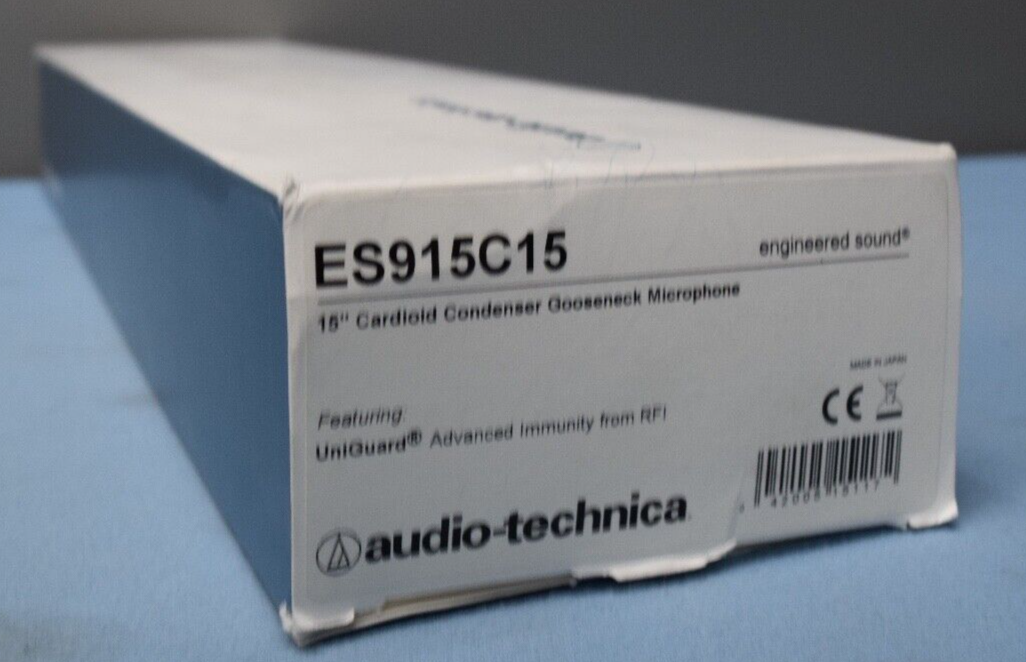 ES915C15
engineered sound®
15" Cardioid Condenser Gooseneck Microphone
MADE IN JAPAN
Featuring:
UniGuard® Advanced Immunity from RFI
CE
audio-technica